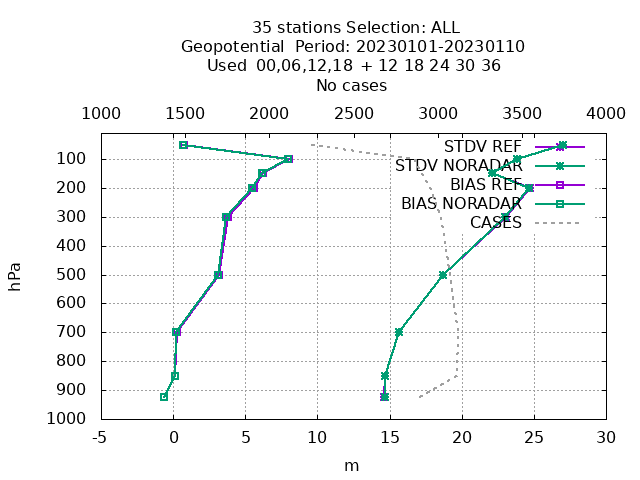 35 stations Selection: ALL
Geopotential Period: 20230101-20230110
Used 00,06,12,18 + 12 18 24 30 36
No cases
1000 1500 2000 2500 3000 3500 4000
STDV REF
STDV NORADAR
BIAS REF
BIAS NORADAR
CASES
hPa
100
200
300
400
500
600
700
800
900
1000
-5 0 5 10 15 20 25 30
m